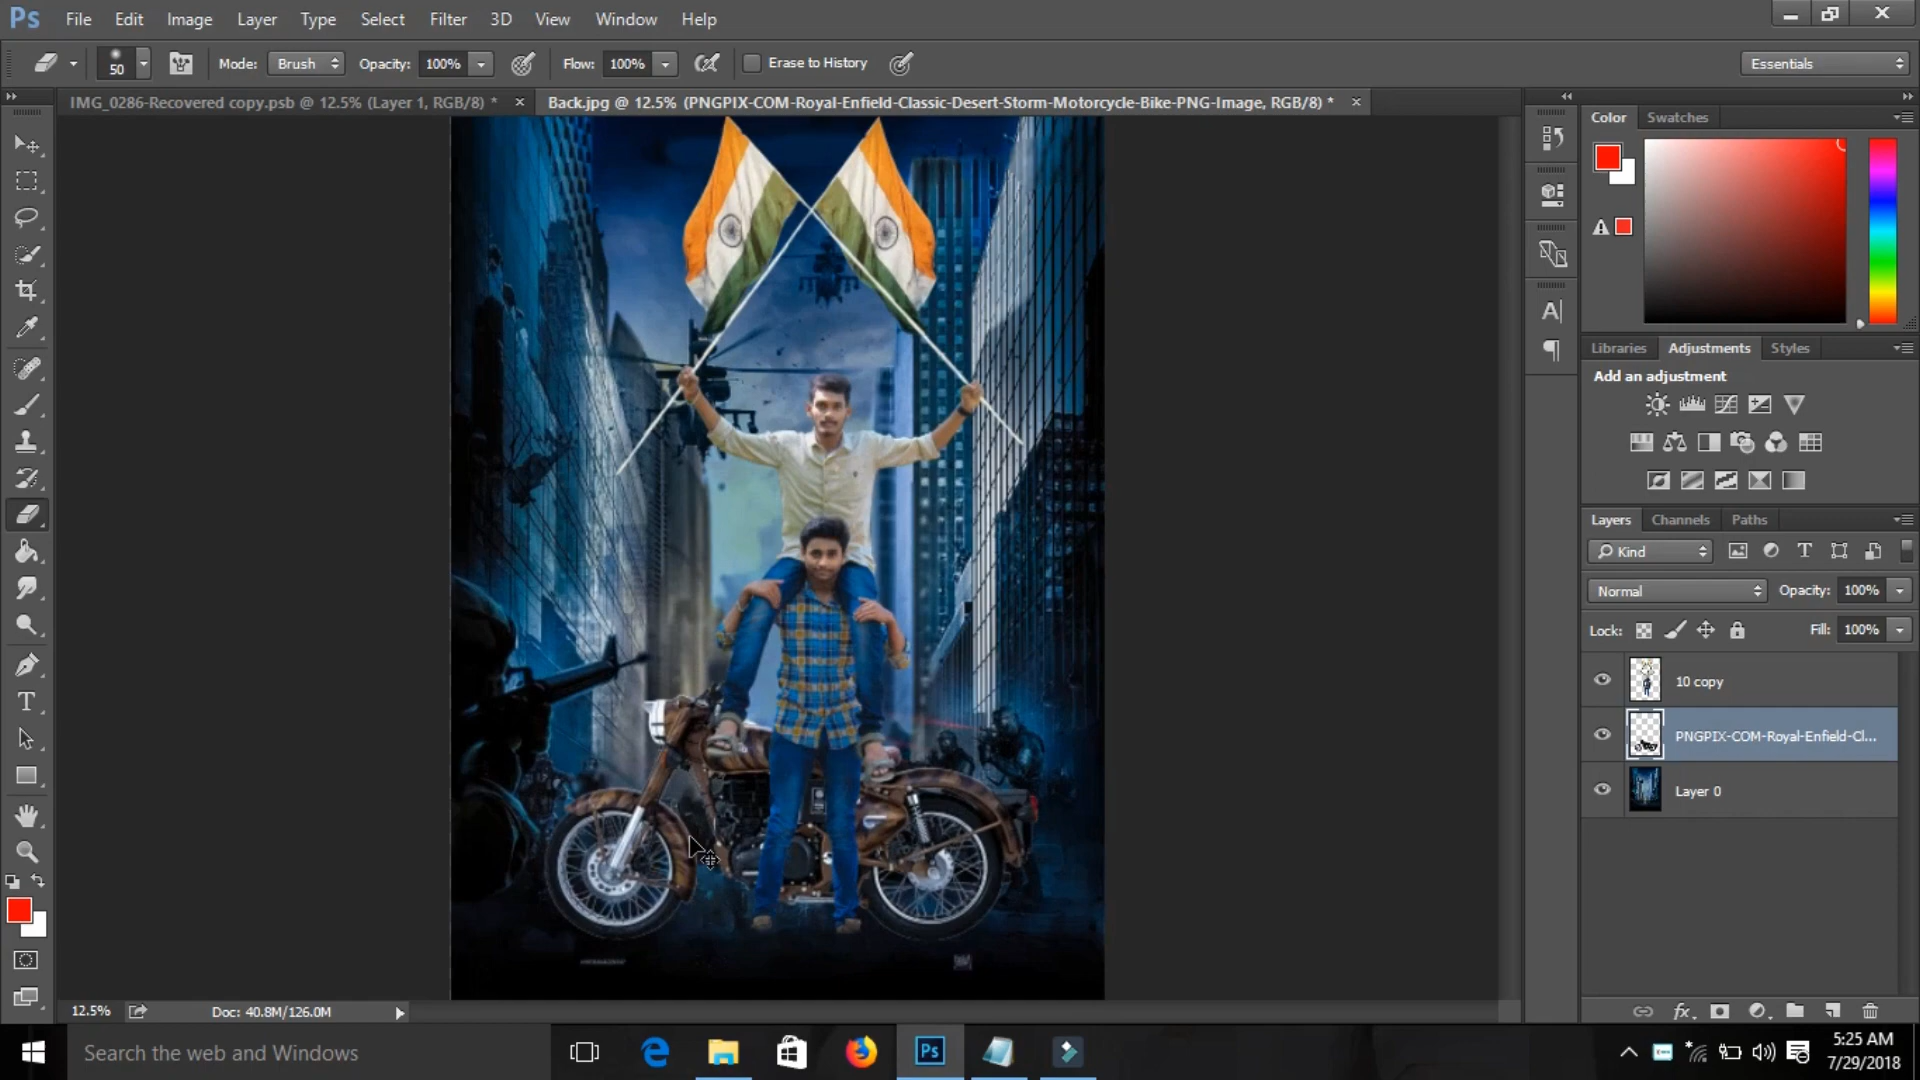 Ps File Edit Image Layer Type Select Filter 3D View Window Help
50 Mode: Brush Opacity: 100% Flow: 100% Erase to History Essentials
IMG_0286-Recovered copy.psb @ 12.5% (Layer 1, RGB/8) * × Back.jpg @ 12.5% (PNGPIX-COM-Royal-Enfield-Classic-Desert-Storm-Motorcycle-Bike-PNG-Image, RGB/8) * ×
Color Swatches
Libraries Adjustments Styles
Add an adjustment
Layers Channels Paths
Kind
Normal Opacity: 100%
Lock: Fill: 100%
10 copy
PNGPIX-COM-Royal-Enfield-Cl...
Layer 0
12.5% Doc: 40.8M/126.0M
Search the web and Windows
Ps
5:25 AM
7/29/2018